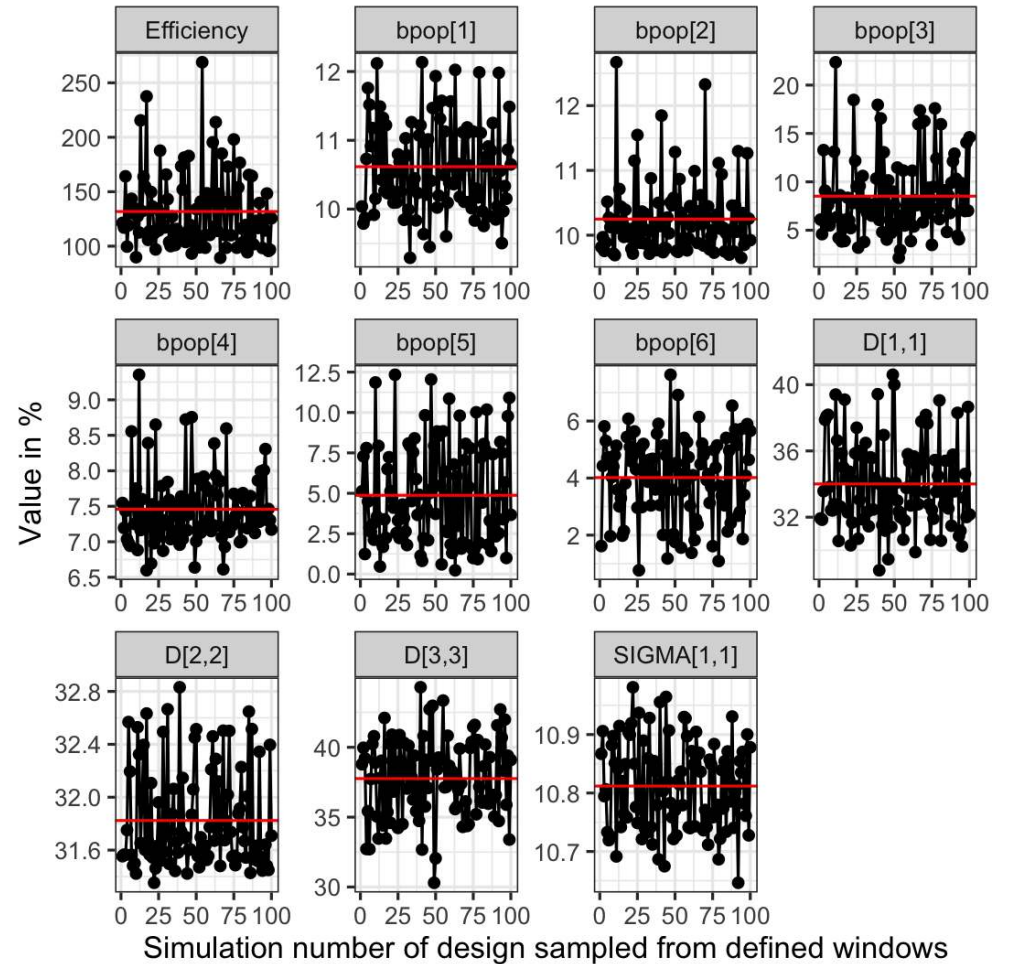 Efficiency bpop[1] bpop[2] bpop[3]
250 200 150 100
12 11 10
12 11 10
20 15 10 5
0 25 50 75 100 0 25 50 75 100 0 25 50 75 100 0 25 50 75 100
bpop[4] bpop[5] bpop[6] D[1,1]
9.0 8.5 8.0 7.5 7.0 6.5
12.5 10.0 7.5 5.0 2.5 0.0
6 4 2
40 36 32
0 25 50 75 100 0 25 50 75 100 0 25 50 75 100 0 25 50 75 100
D[2,2] D[3,3] SIGMA[1,1]
32.8 32.4 32.0 31.6
40 35 30
10.9 10.8 10.7
0 25 50 75 100 0 25 50 75 100 0 25 50 75 100
Value in %
Simulation number of design sampled from defined windows